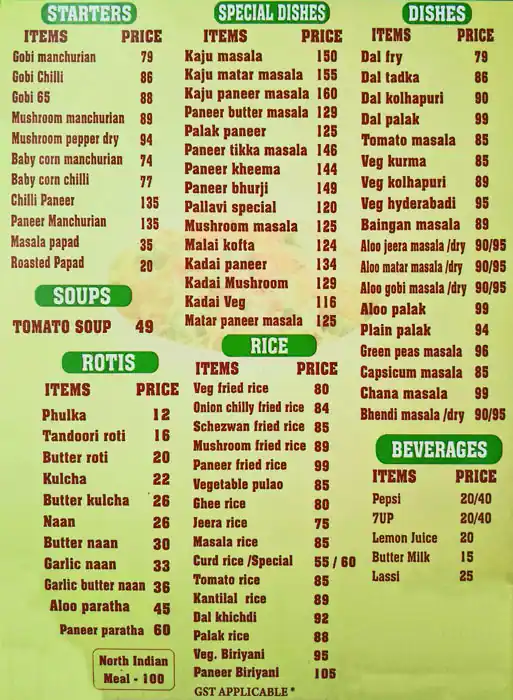 STARTERS
ITEMS PRICE
Gobi manchurian 79
Gobi Chilli 86
Gobi 65 88
Mushroom manchurian 89
Mushroom pepper dry 94
Baby corn manchurian 74
Baby corn chilli 77
Chilli Paneer 135
Paneer Manchurian 135
Masala papad 35
Roasted Papad 20
SOUPS
TOMATO SOUP 49
ROTIS
ITEMS PRICE
Phulka 12
Tandoori roti 16
Butter roti 20
Kulcha 22
Butter kulcha 26
Naan 26
Butter naan 30
Garlic naan 33
Garlic butter naan 36
Aloo paratha 45
Paneer paratha 60
North Indian
Meal - 100
SPECIAL DISHES
ITEMS PRICE
Kaju masala 150
Kaju matar masala 155
Kaju paneer masala 160
Paneer butter masala 129
Palak paneer 125
Paneer tikka masala 146
Paneer kheema 144
Paneer bhurji 149
Pallavi special 120
Mushroom masala 125
Malai kofta 124
Kadai paneer 134
Kadai Mushroom 129
Kadai Veg 116
Matar paneer masala 125
RICE
ITEMS PRICE
Veg fried rice 80
Onion chilly fried rice 84
Schezwan fried rice 85
Mushroom fried rice 89
Paneer fried rice 99
Vegetable pulao 85
Ghee rice 80
Jeera rice 75
Masala rice 85
Curd rice /Special 55 / 60
Tomato rice 85
Kantilal rice 89
Dal khichdi 92
Palak rice 88
Veg. Biriyani 95
Paneer Biriyani 105
GST APPLICABLE *
DISHES
ITEMS PRICE
Dal fry 79
Dal tadka 86
Dal kolhapuri 90
Dal palak 99
Tomato masala 85
Veg kurma 85
Veg kolhapuri 89
Veg hyderabadi 95
Baingan masala 89
Aloo jeera masala /dry 90/95
Aloo matar masala /dry 90/95
Aloo gobi masala /dry 90/95
Aloo palak 99
Plain palak 94
Green peas masala 96
Capsicum masala 85
Chana masala 99
Bhendi masala /dry 90/95
BEVERAGES
ITEMS PRICE
Pepsi 20/40
7UP 20/40
Lemon Juice 20
Butter Milk 15
Lassi 25